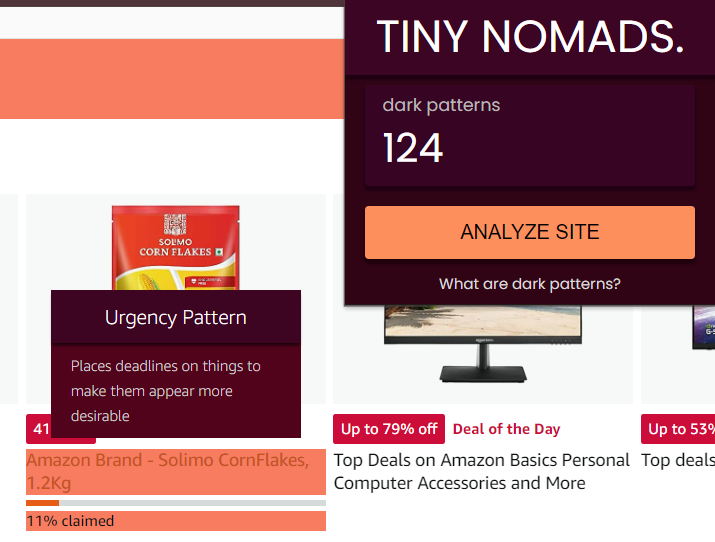 TINY NOMADS.
dark patterns
124
ANALYZE SITE
What are dark patterns?
SOLIMO
CORN FLAKES
Urgency Pattern
Places deadlines on things to
make them appear more
desirable
41
Up to 79% off
Deal of the Day
Up to 53%
Amazon Brand - Solimo CornFlakes,
1.2Kg
Top Deals on Amazon Basics Personal
Computer Accessories and More
Top deals
11% claimed